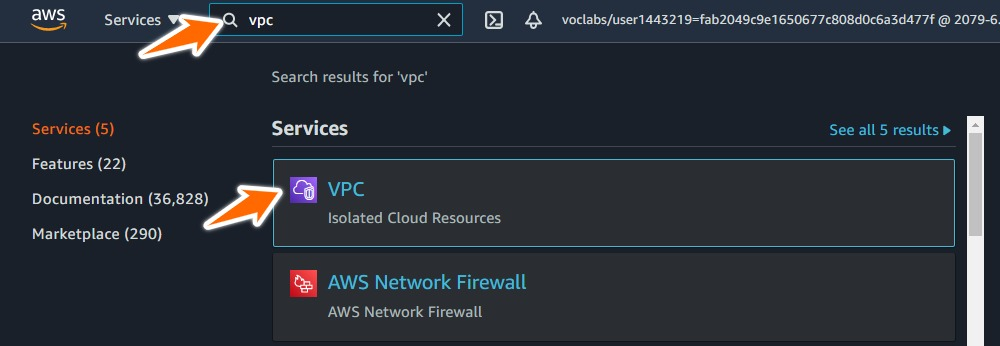 aws
Services
vpc
voclabs/user1443219=fab2049c9e1650677c808d0c6a3d477f @ 2079-6.
Search results for 'vpc'
Services (5)
Features (22)
Documentation (36,828)
Marketplace (290)
Services
See all 5 results
VPC
Isolated Cloud Resources
AWS Network Firewall
AWS Network Firewall